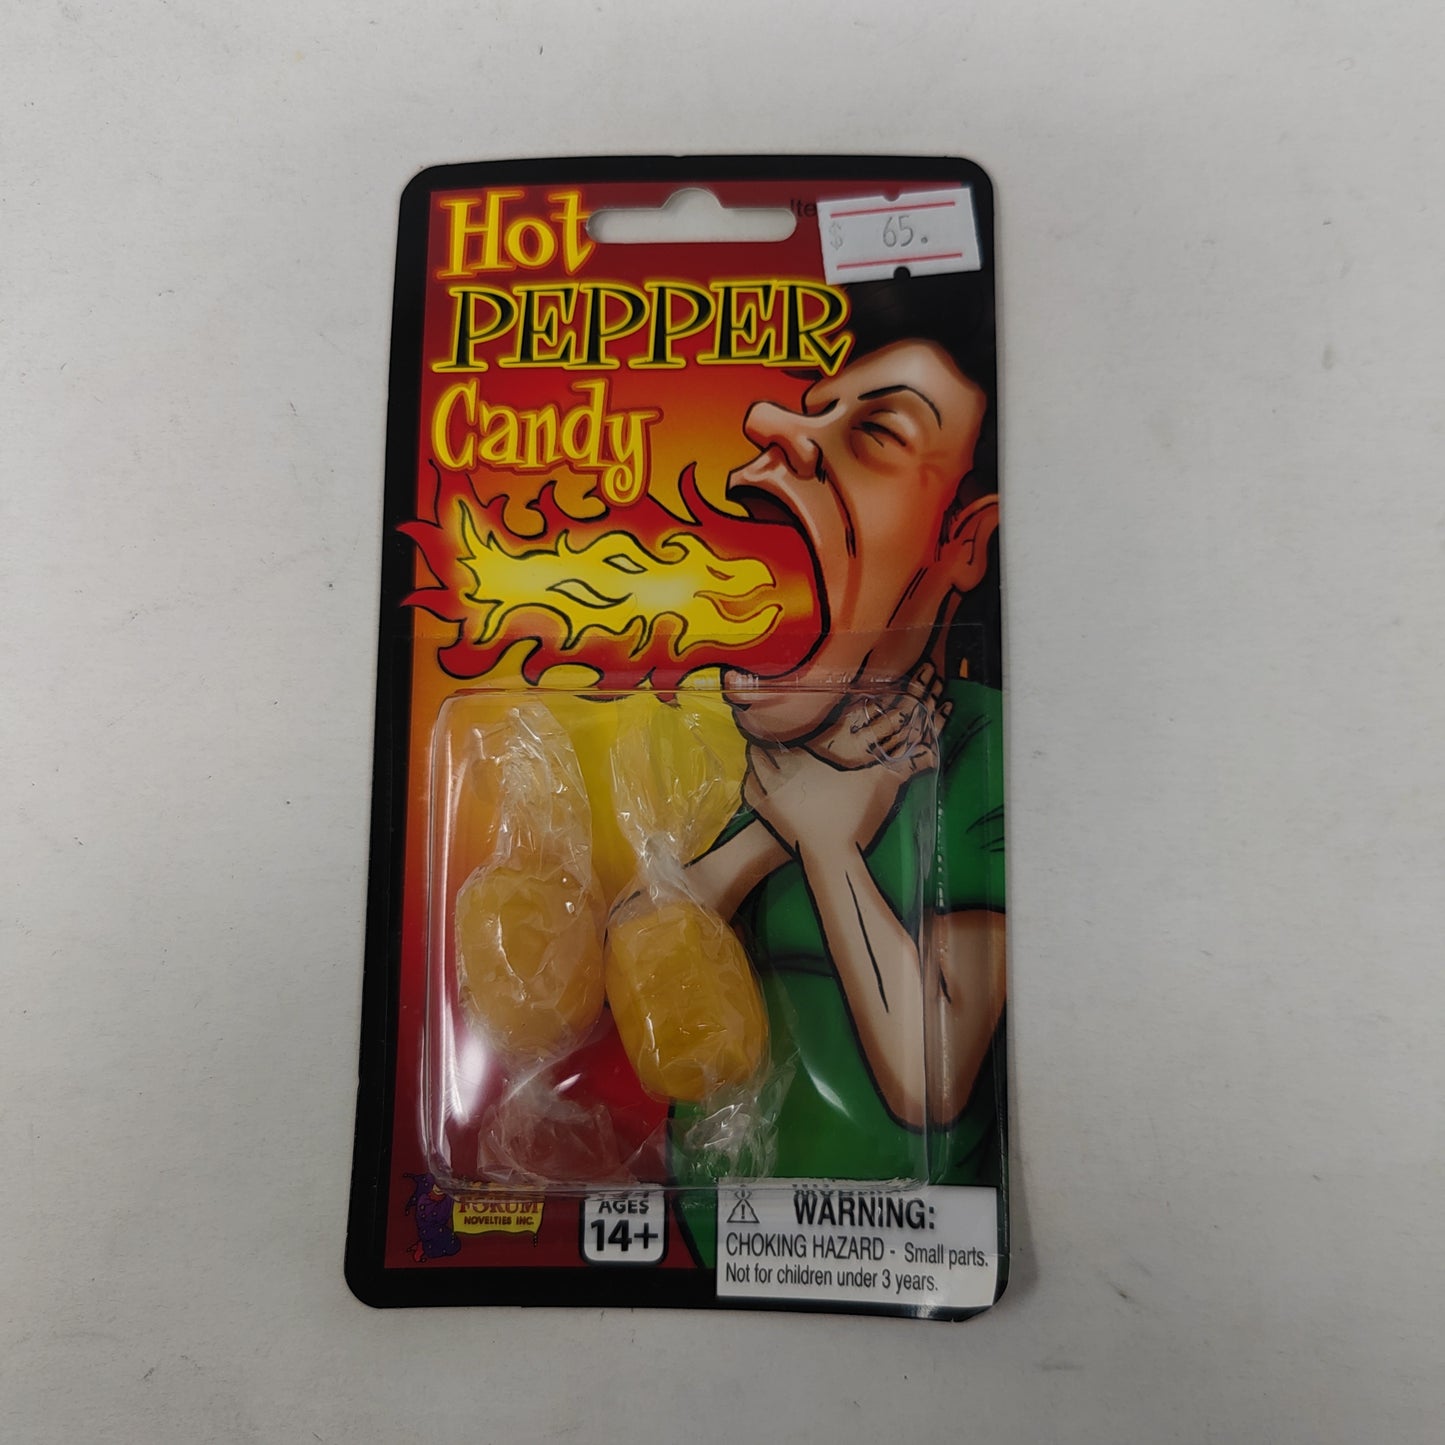 Hot
PEPPER
Candy
Ite
$ 65.
FORUM
NOVELTIES INC.
AGES
14+
WARNING:
CHOKING HAZARD - Small parts.
Not for children under 3 years.